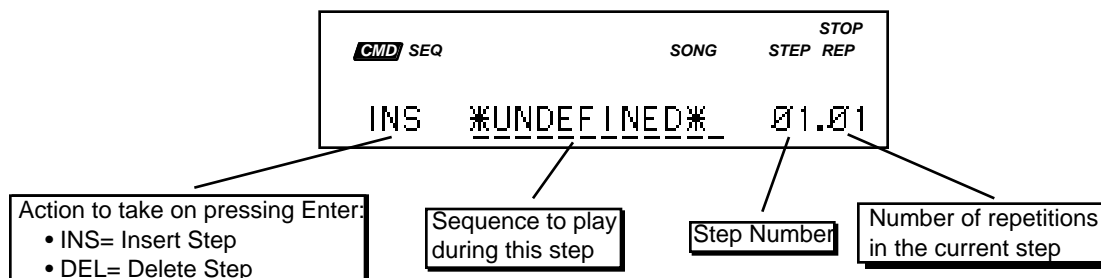 STOP
CMD SEQ SONG STEP REP
INS *UNDEFINED*_ 01.01
Action to take on pressing Enter:
• INS= Insert Step
• DEL= Delete Step
Sequence to play
during this step
Step Number
Number of repetitions
in the current step